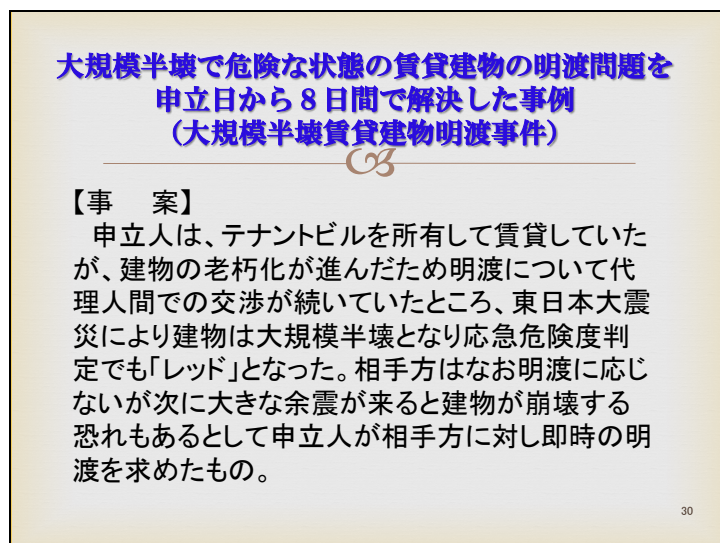 大規模半壊で危険な状態の賃貸建物の明渡問題を
申立日から8日間で解決した事例
(大規模半壊賃貸建物明渡事件)
【事　案】
　申立人は、テナントビルを所有して賃貸していた
が、建物の老朽化が進んだため明渡について代
理人間での交渉が続いていたところ、東日本大震
災により建物は大規模半壊となり応急危険度判
定でも「レッド」となった。相手方はなお明渡に応じ
ないが次に大きな余震が来ると建物が崩壊する
恐れもあるとして申立人が相手方に対し即時の明
渡を求めたもの。
30